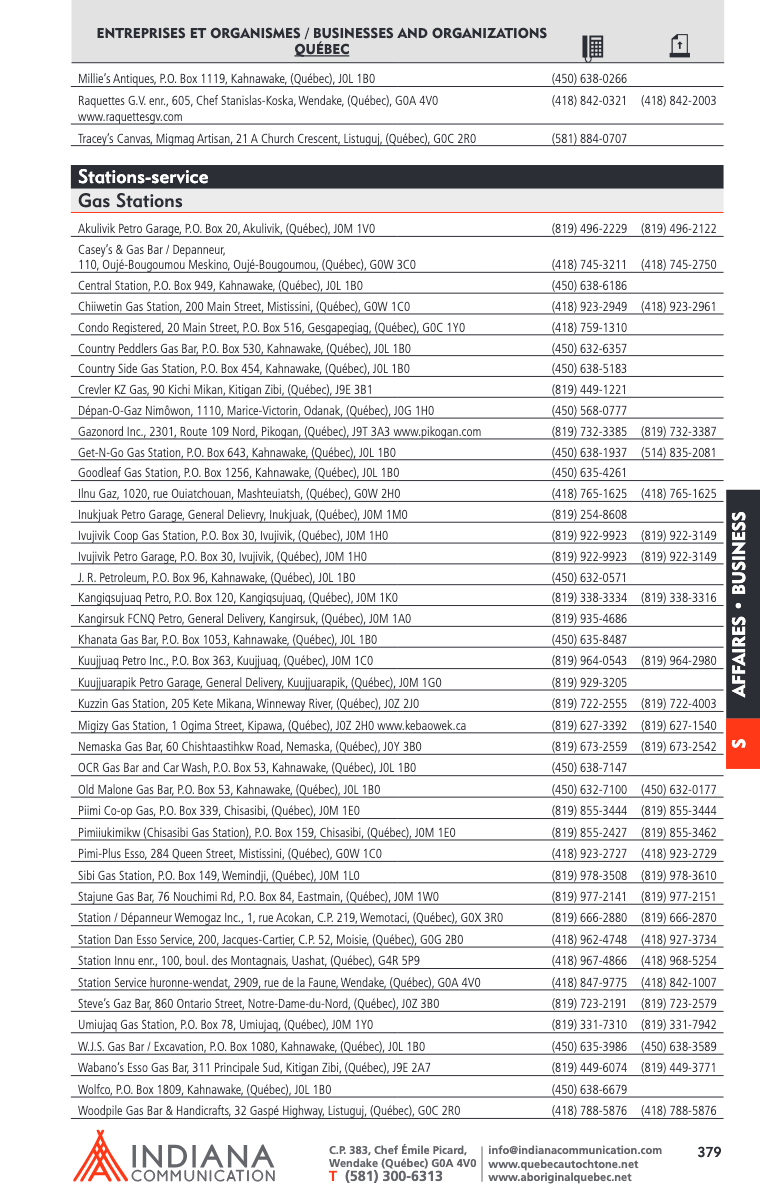 ENTREPRISES ET ORGANISMES / BUSINESSES AND ORGANIZATIONS
QUÉBEC
Millie's Antiques, P.O. Box 1119, Kahnawake, (Québec), J0L 1B0 (450) 638-0266
Raquettes G.V. enr., 605, Chef Stanislas-Koska, Wendake, (Québec), G0A 4V0 (418) 842-0321 (418) 842-2003
www.raquettesgv.com
Tracey's Canvas, Migmag Artisan, 21 A Church Crescent, Listuguj, (Québec), G0C 2R0 (581) 884-0707
Stations-service
Gas Stations
Akulivik Petro Garage, P.O. Box 20, Akulivik, (Québec), J0M 1V0 (819) 496-2229 (819) 496-2122
Casey's & Gas Bar / Depanneur,
110, Oujé-Bougoumou Meskino, Oujé-Bougoumou, (Québec), G0W 3C0 (418) 745-3211 (418) 745-2750
Central Station, P.O. Box 949, Kahnawake, (Québec), J0L 1B0 (450) 638-6186
Chiiwetin Gas Station, 200 Main Street, Mistissini, (Québec), G0W 1C0 (418) 923-2949 (418) 923-2961
Condo Registered, 20 Main Street, P.O. Box 516, Gesgapegiag, (Québec), G0C 1Y0 (418) 759-1310
Country Peddlers Gas Bar, P.O. Box 530, Kahnawake, (Québec), J0L 1B0 (450) 632-6357
Country Side Gas Station, P.O. Box 454, Kahnawake, (Québec), J0L 1B0 (450) 638-5183
Crevler KZ Gas, 90 Kichi Mikan, Kitigan Zibi, (Québec), J9E 3B1 (819) 449-1221
Dépan-O-Gaz Nimôwon, 1110, Marice-Victorin, Odanak, (Québec), J0G 1H0 (450) 568-0777
Gazonord Inc., 2301, Route 109 Nord, Pikogan, (Québec), J9T 3A3 www.pikogan.com (819) 732-3385 (819) 732-3387
Get-N-Go Gas Station, P.O. Box 643, Kahnawake, (Québec), J0L 1B0 (450) 638-1937 (514) 835-2081
Goodleaf Gas Station, P.O. Box 1256, Kahnawake, (Québec), J0L 1B0 (450) 635-4261
Ilnu Gaz, 1020, rue Ouiatchouan, Mashteuiatsh, (Québec), G0W 2H0 (418) 765-1625 (418) 765-1625
Inukjuak Petro Garage, General Delievry, Inukjuak, (Québec), J0M 1M0 (819) 254-8608
Ivujivik Coop Gas Station, P.O. Box 30, Ivujivik, (Québec), J0M 1H0 (819) 922-9923 (819) 922-3149
Ivujivik Petro Garage, P.O. Box 30, Ivujivik, (Québec), J0M 1H0 (819) 922-9923 (819) 922-3149
J. R. Petroleum, P.O. Box 96, Kahnawake, (Québec), J0L 1B0 (450) 632-0571
Kangiqsujuaq Petro, P.O. Box 120, Kangiqsujuaq, (Québec), J0M 1K0 (819) 338-3334 (819) 338-3316
Kangirsuk FCNQ Petro, General Delivery, Kangirsuk, (Québec), J0M 1A0 (819) 935-4686
Khanata Gas Bar, P.O. Box 1053, Kahnawake, (Québec), J0L 1B0 (450) 635-8487
Kuujjuaq Petro Inc., P.O. Box 363, Kuujjuaq, (Québec), J0M 1C0 (819) 964-0543 (819) 964-2980
Kuujjuarapik Petro Garage, General Delivery, Kuujjuarapik, (Québec), J0M 1G0 (819) 929-3205
Kuzzin Gas Station, 205 Kete Mikana, Winneway River, (Québec), J0Z 2J0 (819) 722-2555 (819) 722-4003
Migizy Gas Station, 1 Ogima Street, Kipawa, (Québec), J0Z 2H0 www.kebaowek.ca (819) 627-3392 (819) 627-1540
Nemaska Gas Bar, 60 Chishtaastihkw Road, Nemaska, (Québec), J0Y 3B0 (819) 673-2559 (819) 673-2542
OCR Gas Bar and Car Wash, P.O. Box 53, Kahnawake, (Québec), J0L 1B0 (450) 638-7147
Old Malone Gas Bar, P.O. Box 53, Kahnawake, (Québec), J0L 1B0 (450) 632-7100 (450) 632-0177
Piimi Co-op Gas, P.O. Box 339, Chisasibi, (Québec), J0M 1E0 (819) 855-3444 (819) 855-3444
Pimiiukimikw (Chisasibi Gas Station), P.O. Box 159, Chisasibi, (Québec), J0M 1E0 (819) 855-2427 (819) 855-3462
Pimi-Plus Esso, 284 Queen Street, Mistissini, (Québec), G0W 1C0 (418) 923-2727 (418) 923-2729
Sibi Gas Station, P.O. Box 149, Wemindji, (Québec), J0M 1L0 (819) 978-3508 (819) 978-3610
Stajune Gas Bar, 76 Nouchimi Rd, P.O. Box 84, Eastmain, (Québec), J0M 1W0 (819) 977-2141 (819) 977-2151
Station / Dépanneur Wemogaz Inc., 1, rue Acokan, C.P. 219, Wemotaci, (Québec), G0X 3R0 (819) 666-2880 (819) 666-2870
Station Dan Esso Service, 200, Jacques-Cartier, C.P. 52, Moisie, (Québec), G0G 2B0 (418) 962-4748 (418) 927-3734
Station Innu enr., 100, boul. des Montagnais, Uashat, (Québec), G4R 5P9 (418) 967-4866 (418) 968-5254
Station Service huronne-wendat, 2909, rue de la Faune, Wendake, (Québec), G0A 4V0 (418) 847-9775 (418) 842-1007
Steve's Gaz Bar, 860 Ontario Street, Notre-Dame-du-Nord, (Québec), J0Z 3B0 (819) 723-2191 (819) 723-2579
Umiujaq Gas Station, P.O. Box 78, Umiujaq, (Québec), J0M 1Y0 (819) 331-7310 (819) 331-7942
W.J.S. Gas Bar / Excavation, P.O. Box 1080, Kahnawake, (Québec), J0L 1B0 (450) 635-3986 (450) 638-3589
Wabano's Esso Gas Bar, 311 Principale Sud, Kitigan Zibi, (Québec), J9E 2A7 (819) 449-6074 (819) 449-3771
Wolfco, P.O. Box 1809, Kahnawake, (Québec), J0L 1B0 (450) 638-6679
Woodpile Gas Bar & Handicrafts, 32 Gaspé Highway, Listuguj, (Québec), G0C 2R0 (418) 788-5876 (418) 788-5876
AFFAIRES • BUSINESS
S
INDIANA
COMMUNICATION
C.P. 383, Chef Émile Picard,
Wendake (Québec) G0A 4V0
T (581) 300-6313
info@indianacommunication.com
www.quebecautochtone.net
www.aboriginalquebec.net
379